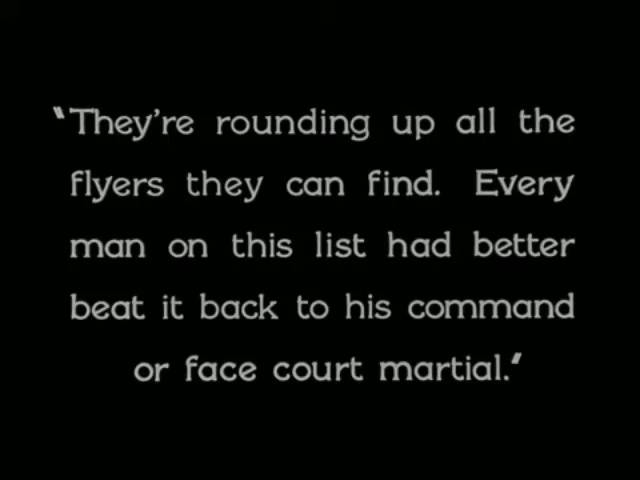 "They're rounding up all the
flyers they can find. Every
man on this list had better
beat it back to his command
or face court martial."